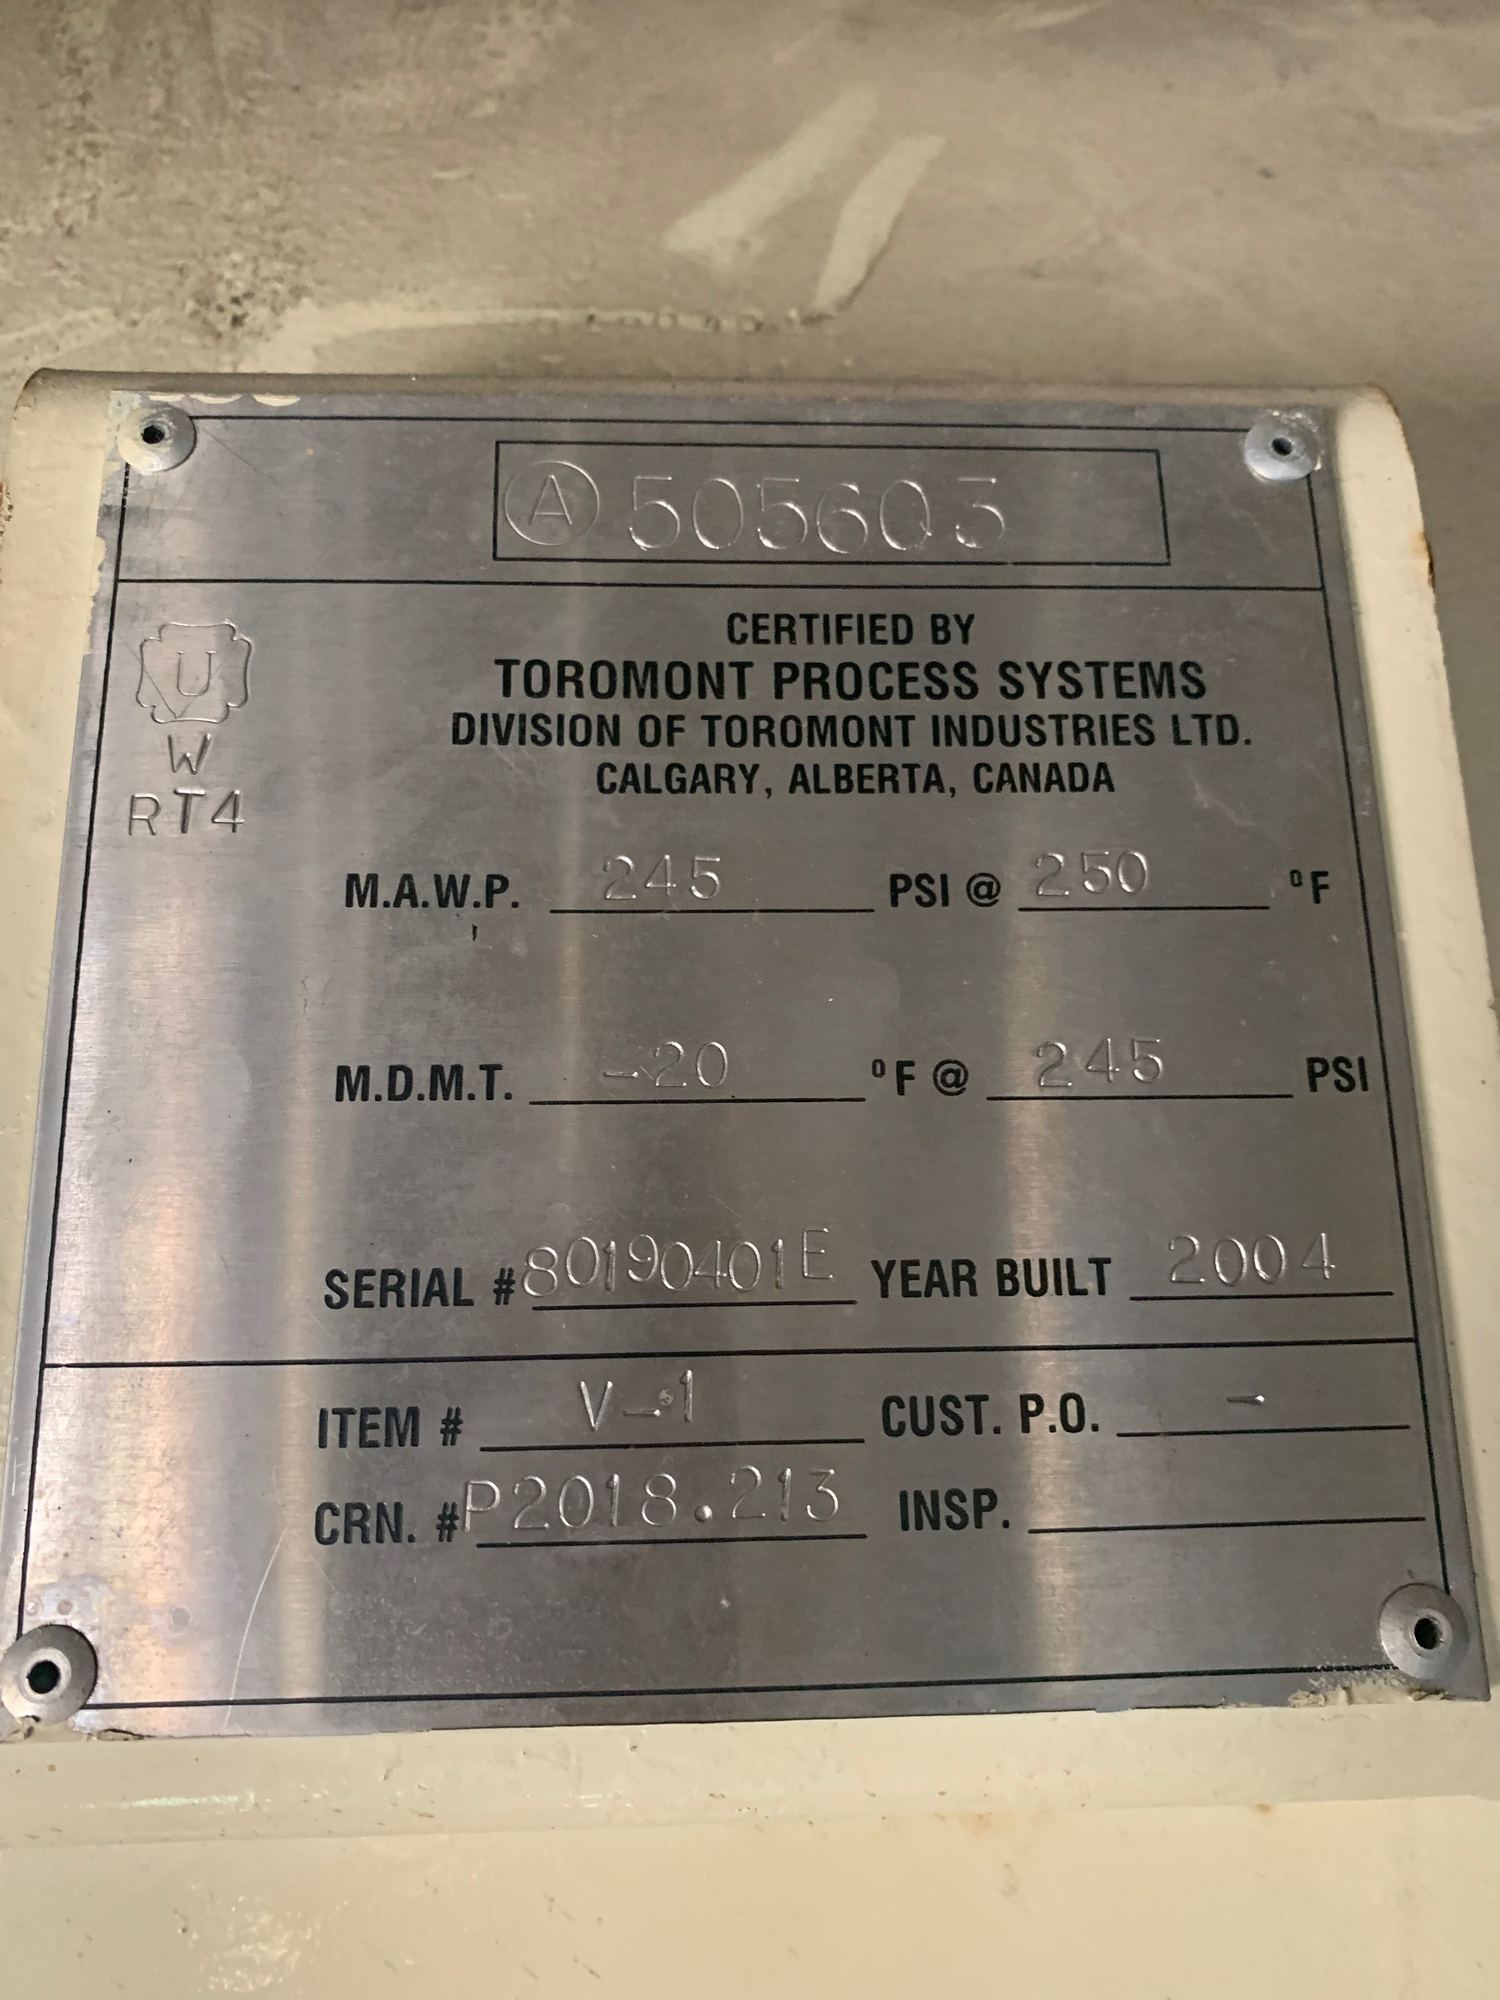 A 505603
U
W
RT4
CERTIFIED BY
TOROMONT PROCESS SYSTEMS
DIVISION OF TOROMONT INDUSTRIES LTD.
CALGARY, ALBERTA, CANADA
M.A.W.P. 245 PSI @ 250 °F
M.D.M.T. -20 °F @ 245 PSI
SERIAL # 80190401E YEAR BUILT 2004
ITEM # V-1 CUST. P.O. -
CRN. # P2018.213 INSP.